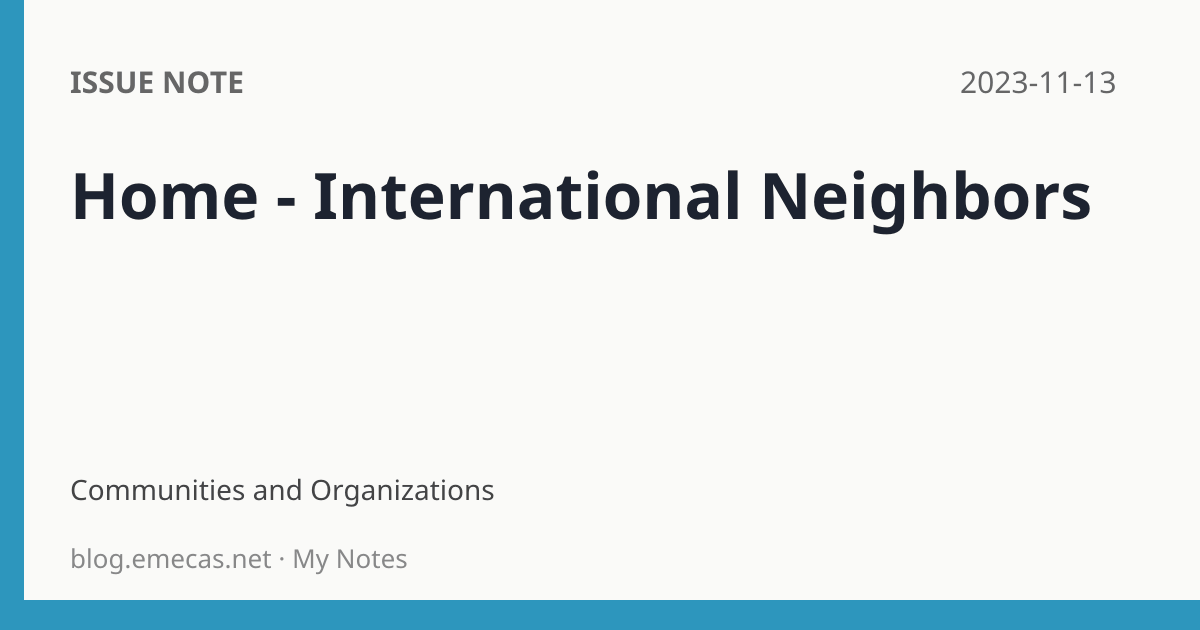 ISSUE NOTE
2023-11-13
Home - International Neighbors
Communities and Organizations
blog.emecas.net · My Notes